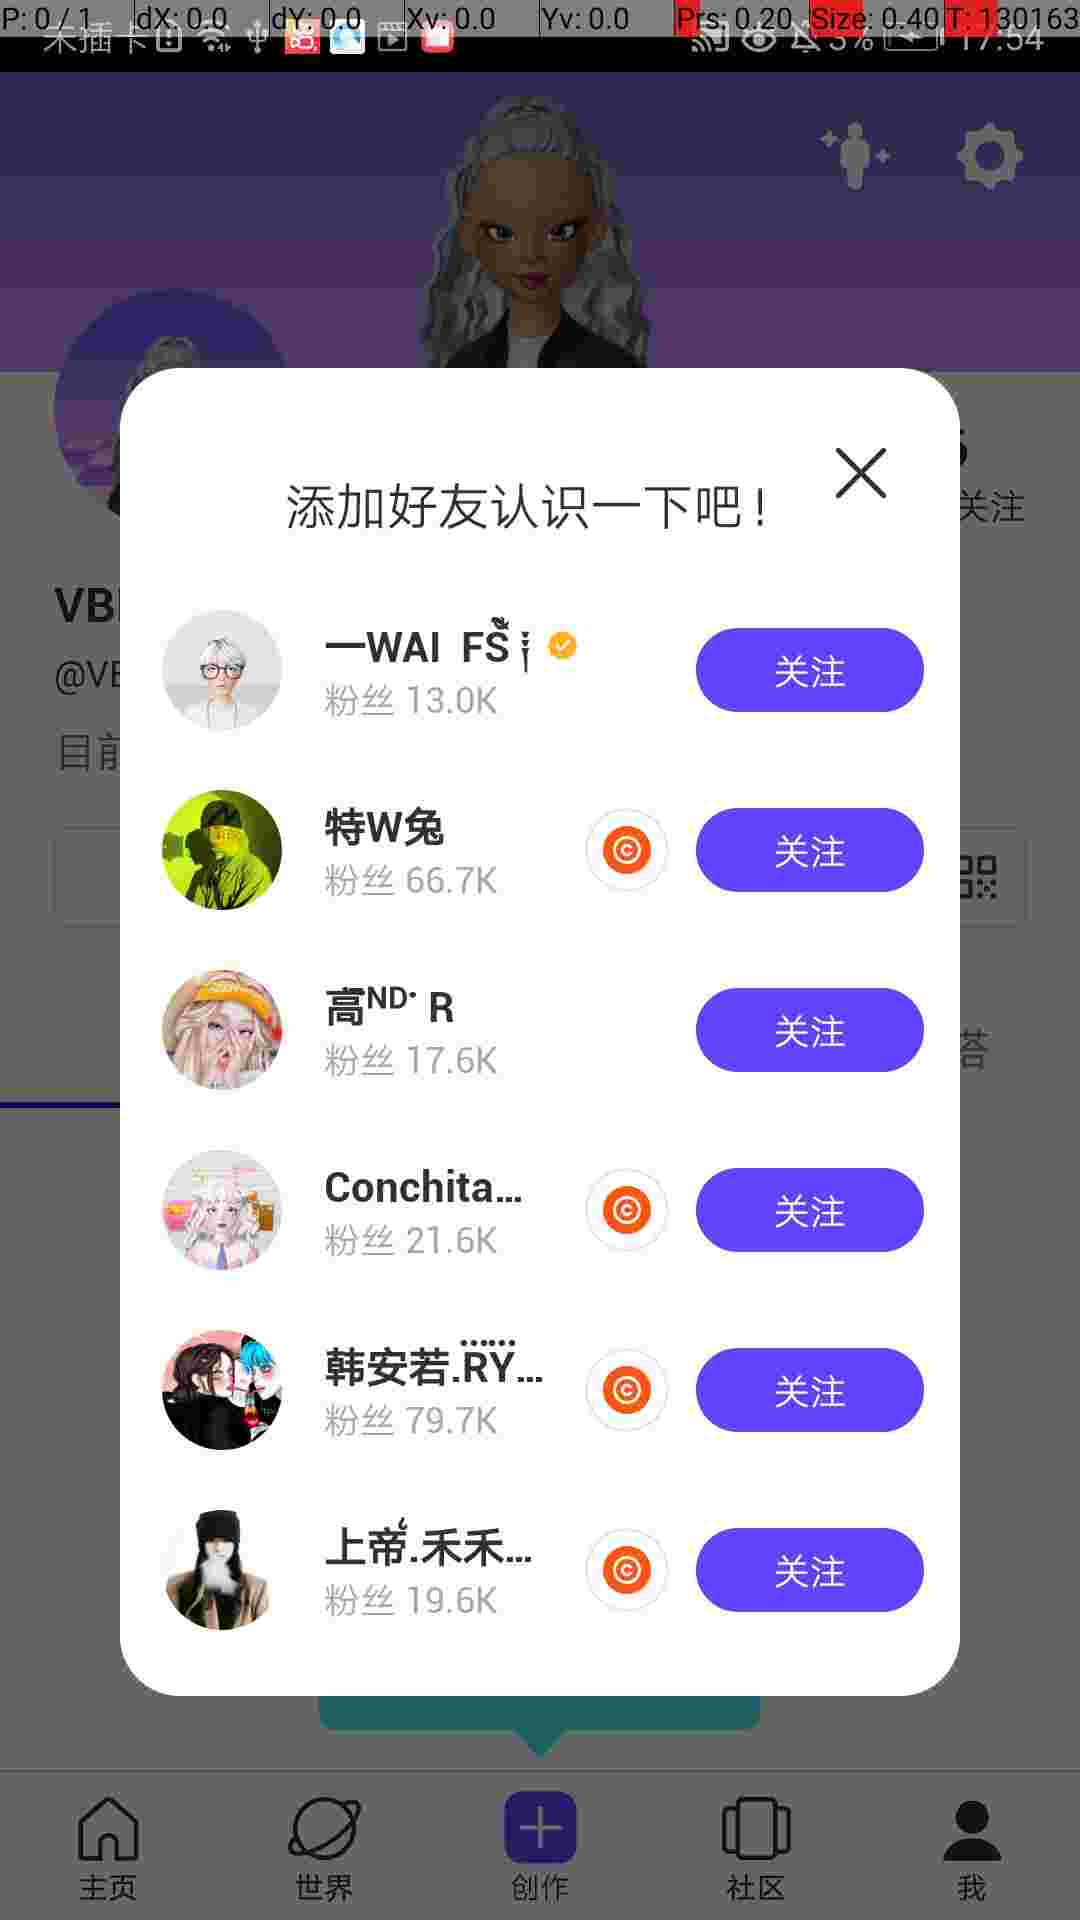 P: 0 / 1 dX: 0.0 dY: 0.0 Xv: 0.0 Yv: 0.0 Prs: 0.20 Size: 0.40 T: 130163
未插卡 3% 17:54
关注
添加好友认识一下吧!
VB
@VB
目前
一WAI FS
粉丝 13.0K
关注
特W兔
粉丝 66.7K
关注
高ᴺᴰ· R
粉丝 17.6K
关注
答
Conchita...
粉丝 21.6K
关注
韩安若.RY...
粉丝 79.7K
关注
上帝.禾禾...
粉丝 19.6K
关注
主页 世界 创作 社区 我